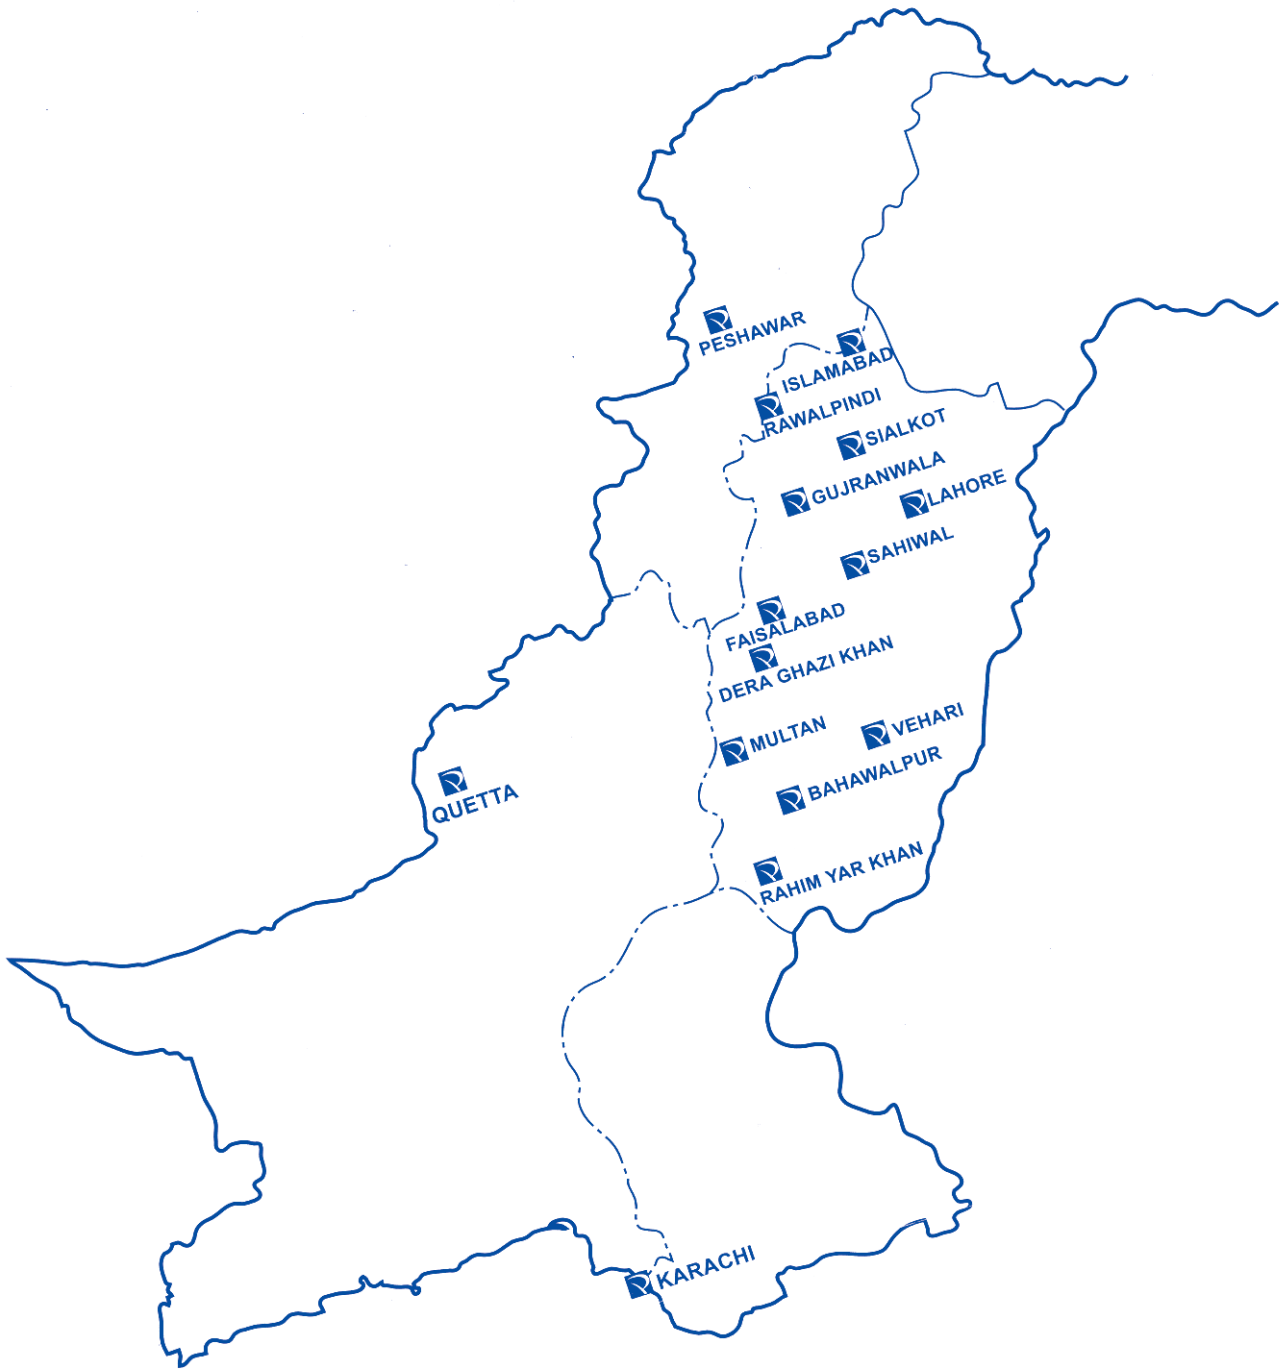 PESHAWAR
ISLAMABAD
RAWALPINDI
SIALKOT
GUJRANWALA
LAHORE
SAHIWAL
FAISALABAD
DERA GHAZI KHAN
MULTAN
VEHARI
BAHAWALPUR
QUETTA
RAHIM YAR KHAN
KARACHI